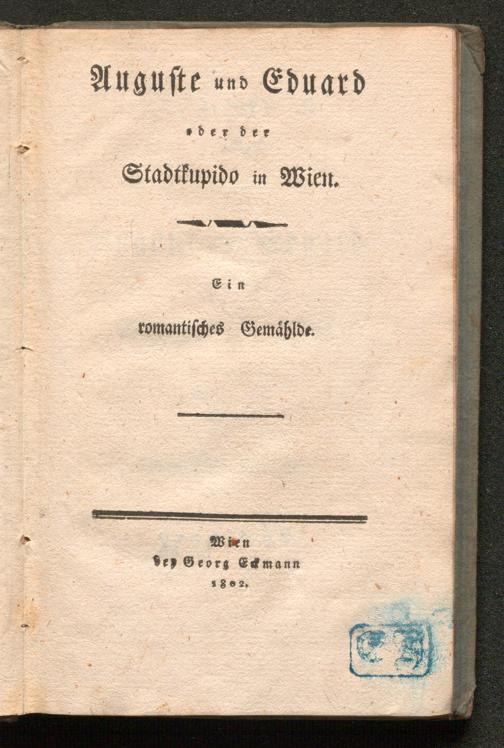 Auguste und Eduard
oder der
Stadtkupido in Wien.
Ein
romantisches Gemählde.
Wien
bey Georg Eckmann
1802.